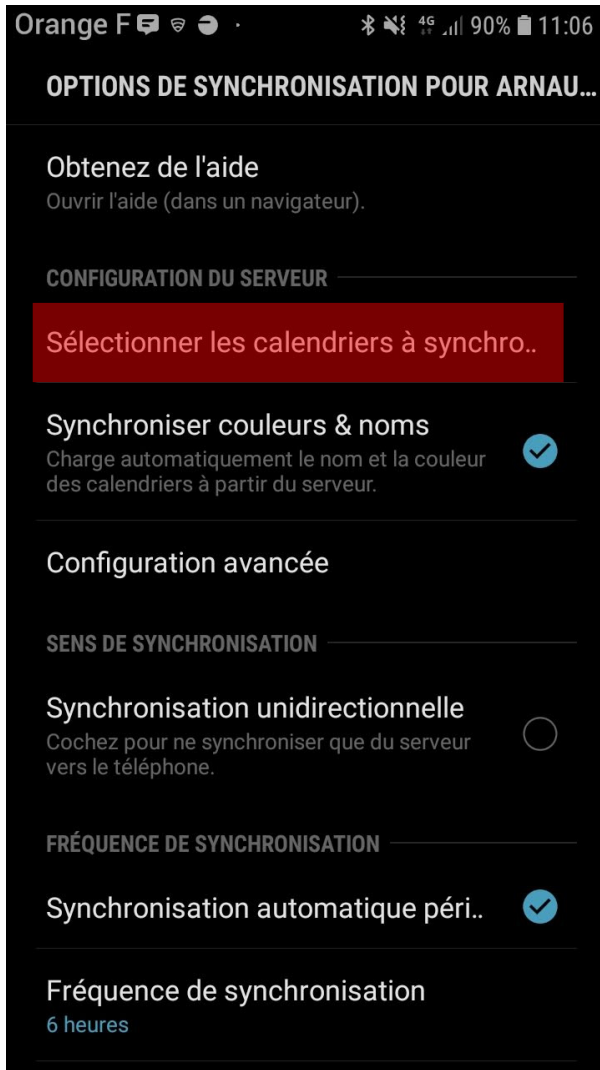 Orange F 4G 90% 11:06
OPTIONS DE SYNCHRONISATION POUR ARNAU...
Obtenez de l'aide
Ouvrir l'aide (dans un navigateur).
CONFIGURATION DU SERVEUR
Sélectionner les calendriers à synchro..
Synchroniser couleurs & noms
Charge automatiquement le nom et la couleur
des calendriers à partir du serveur.
Configuration avancée
SENS DE SYNCHRONISATION
Synchronisation unidirectionnelle
Cochez pour ne synchroniser que du serveur
vers le téléphone.
FRÉQUENCE DE SYNCHRONISATION
Synchronisation automatique péri..
Fréquence de synchronisation
6 heures